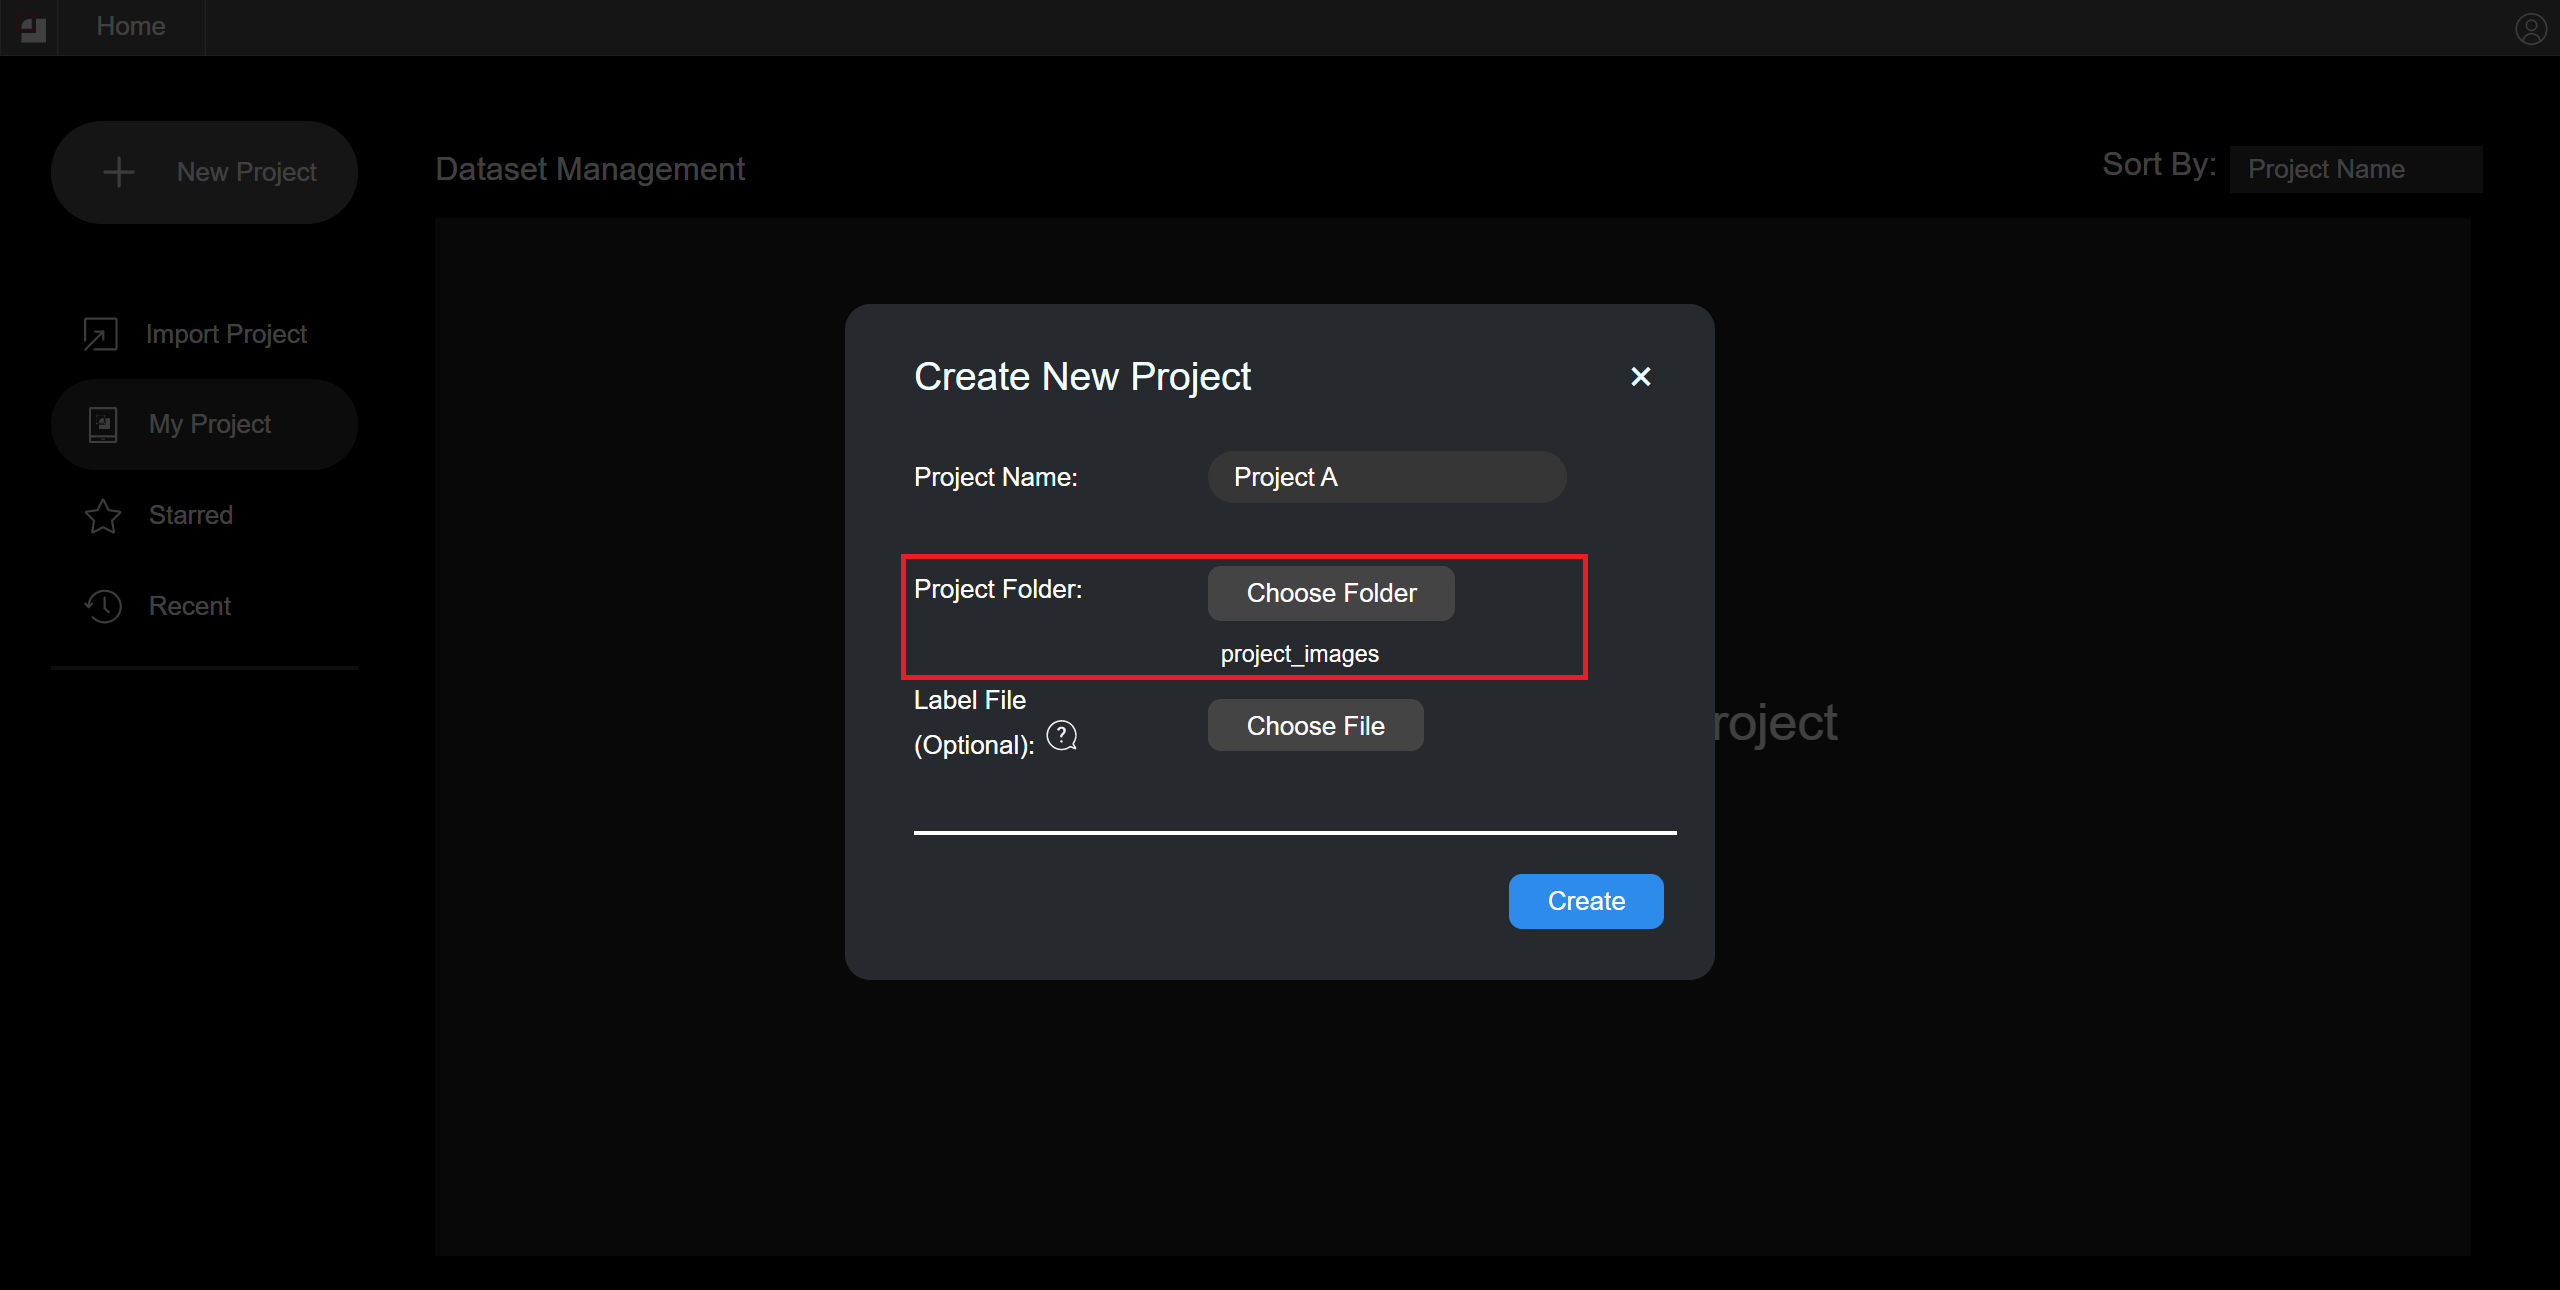 Home
New Project
Dataset Management
Sort By:
Project Name
Import Project
My Project
Starred
Recent
Create New Project
Project Name:
Project A
Project Folder:
Choose Folder
project_images
Label File
(Optional):
?
Choose File
roject
Create